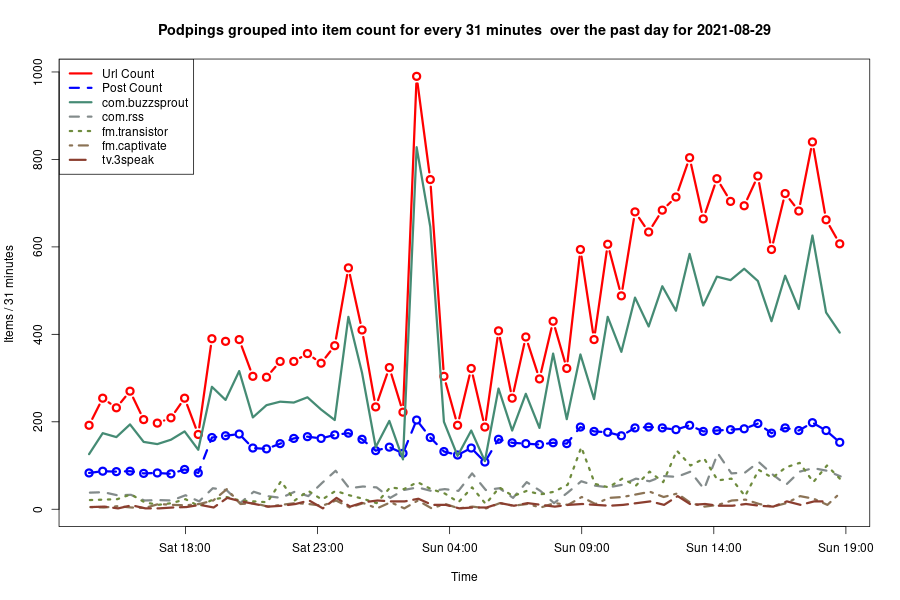 Podpings grouped into item count for every 31 minutes  over the past day for 2021-08-29
Url Count
Post Count
com.buzzsprout
com.rss
fm.transistor
fm.captivate
tv.3speak
Items / 31 minutes
1000
800
600
400
200
0
Sat 18:00
Sat 23:00
Sun 04:00
Sun 09:00
Sun 14:00
Sun 19:00
Time